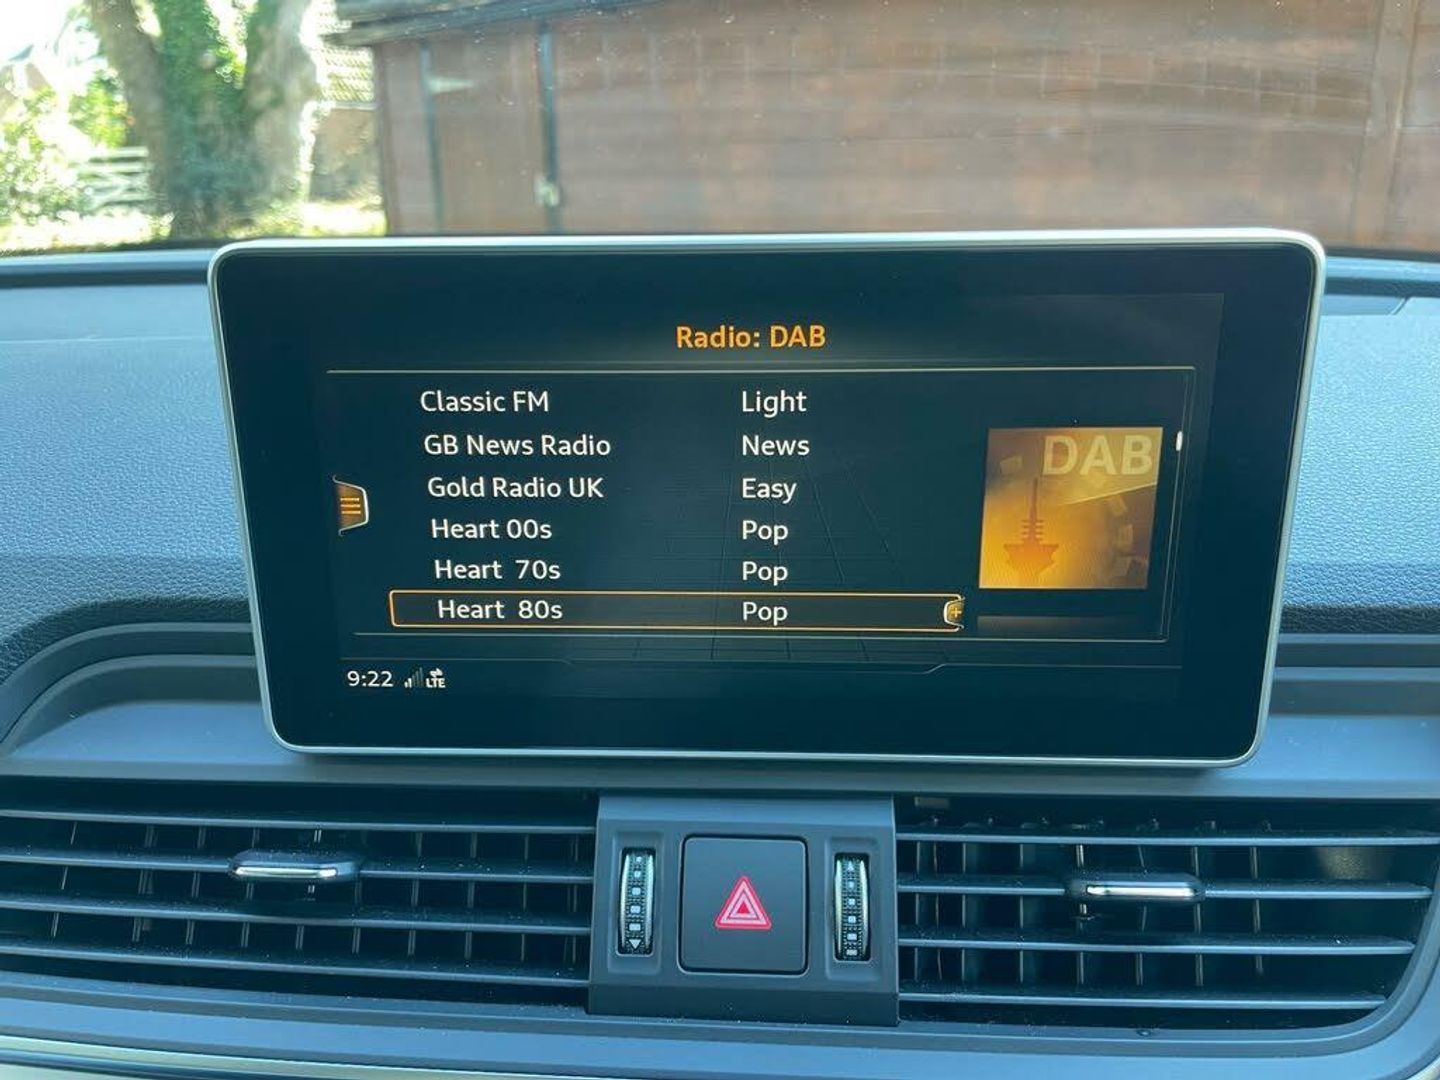 Radio: DAB
Classic FM Light
GB News Radio News
Gold Radio UK Easy
Heart 00s Pop
Heart 70s Pop
Heart 80s Pop
DAB
9:22 LTE